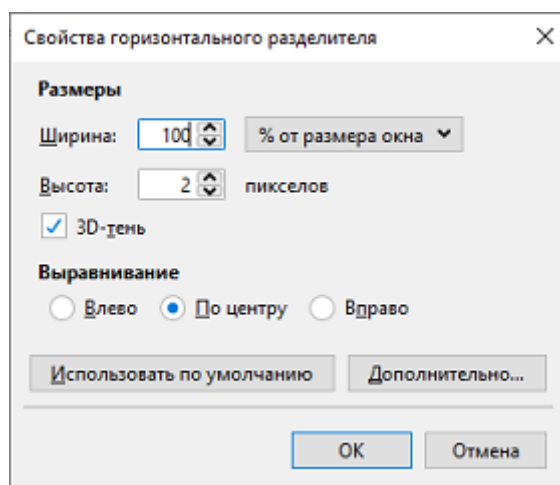 Свойства горизонтального разделителя
Размеры
Ширина: 100 % от размера окна
Высота: 2 пикселов
3D-тень
Выравнивание
Влево По центру Вправо
Использовать по умолчанию Дополнительно...
OK Отмена